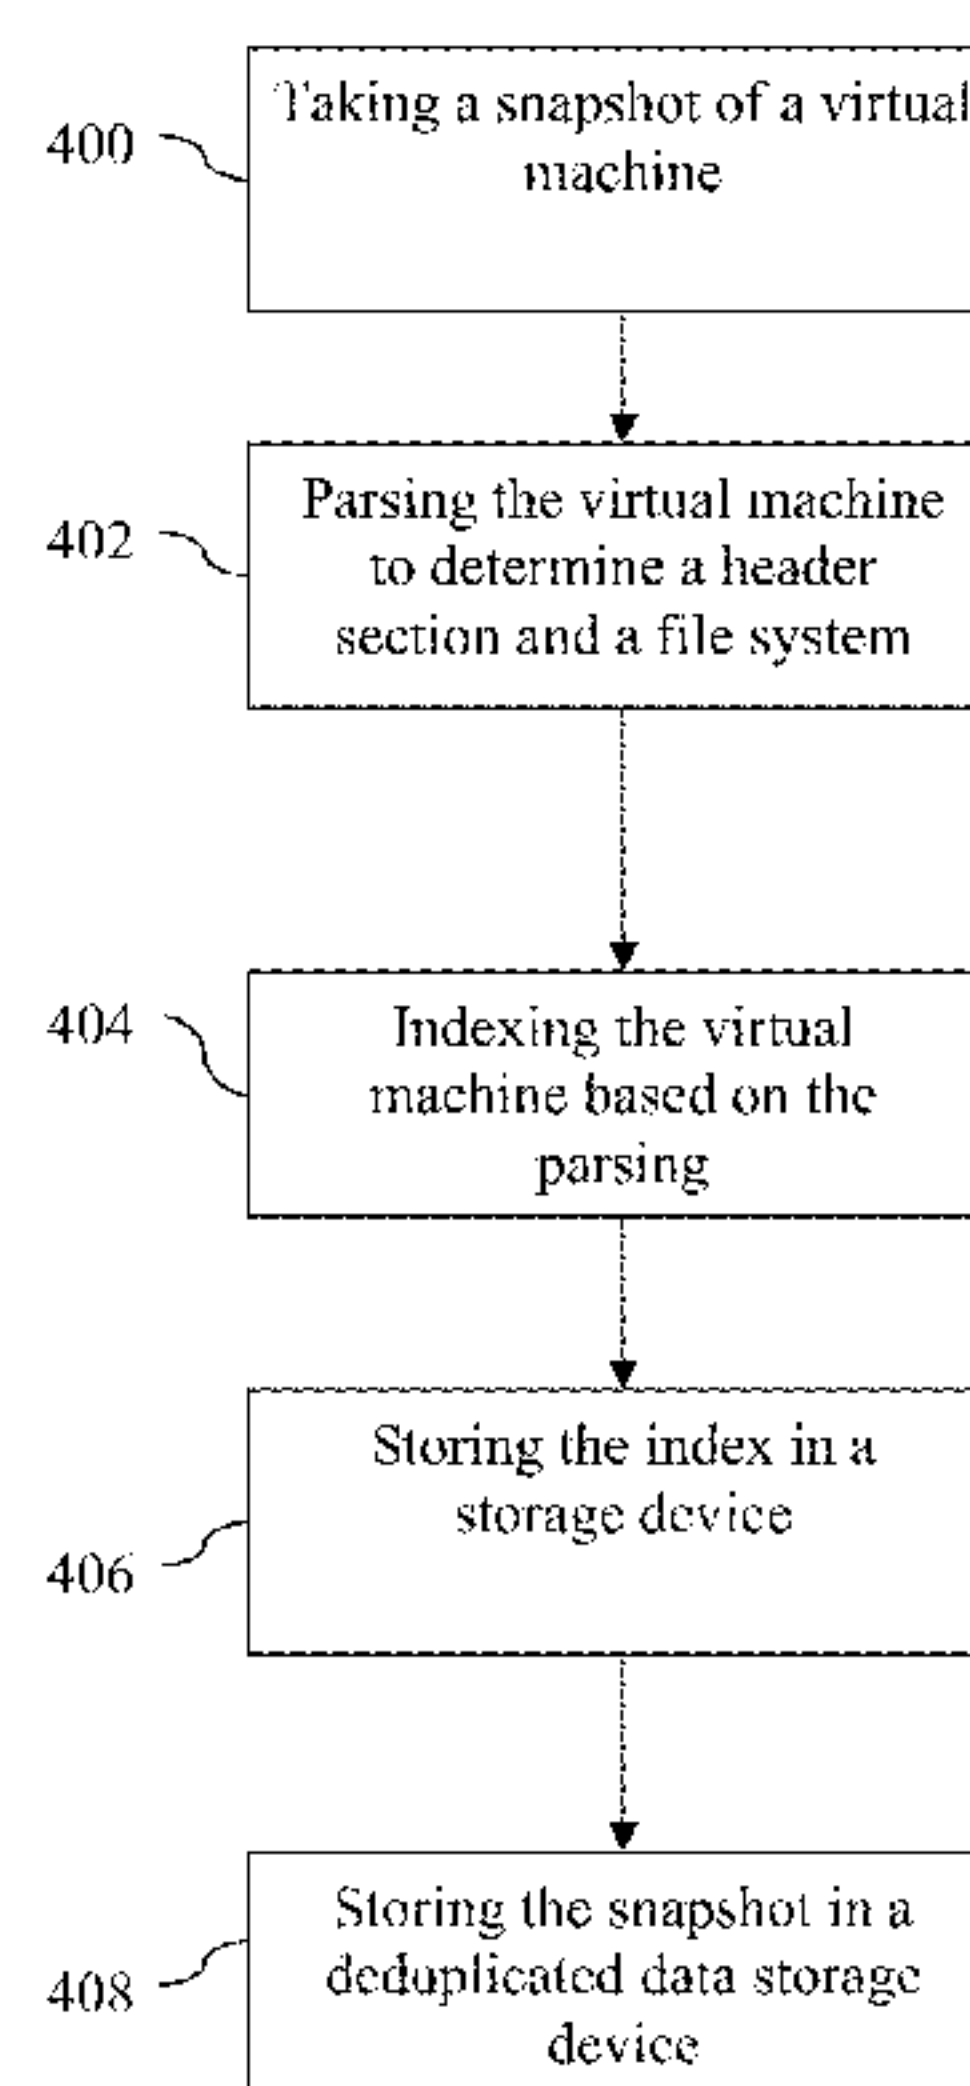 400
Taking a snapshot of a virtual
machine
402
Parsing the virtual machine
to determine a header
section and a file system
404
Indexing the virtual
machine based on the
parsing
406
Storing the index in a
storage device
408
Storing the snapshot in a
deduplicated data storage
device